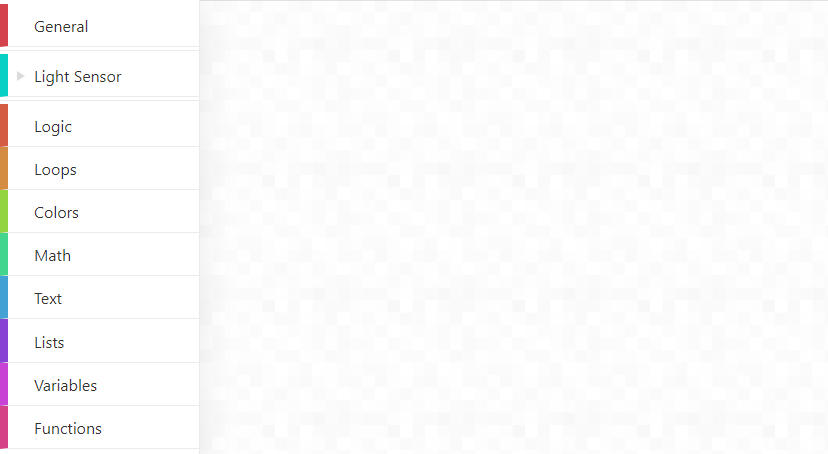 General
Light Sensor
Logic
Loops
Colors
Math
Text
Lists
Variables
Functions